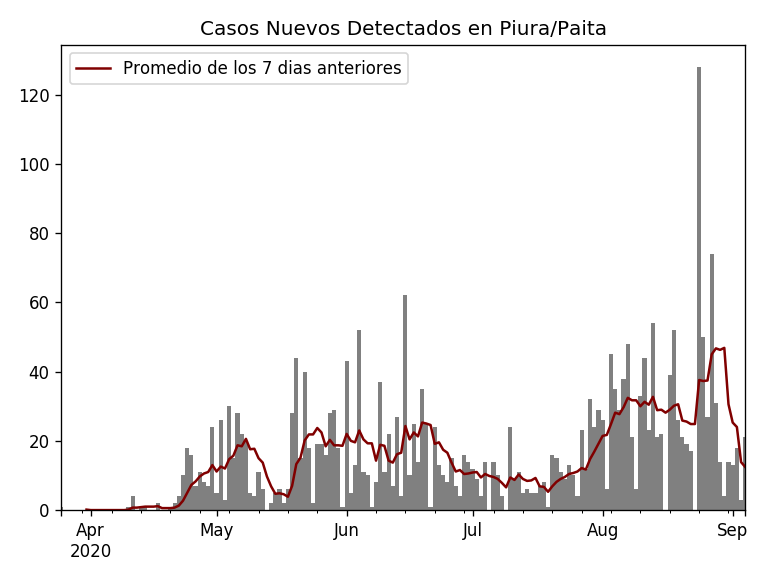 Casos Nuevos Detectados en Piura/Paita
Promedio de los 7 dias anteriores
120
100
80
60
40
20
0
Apr May Jun Jul Aug Sep
2020